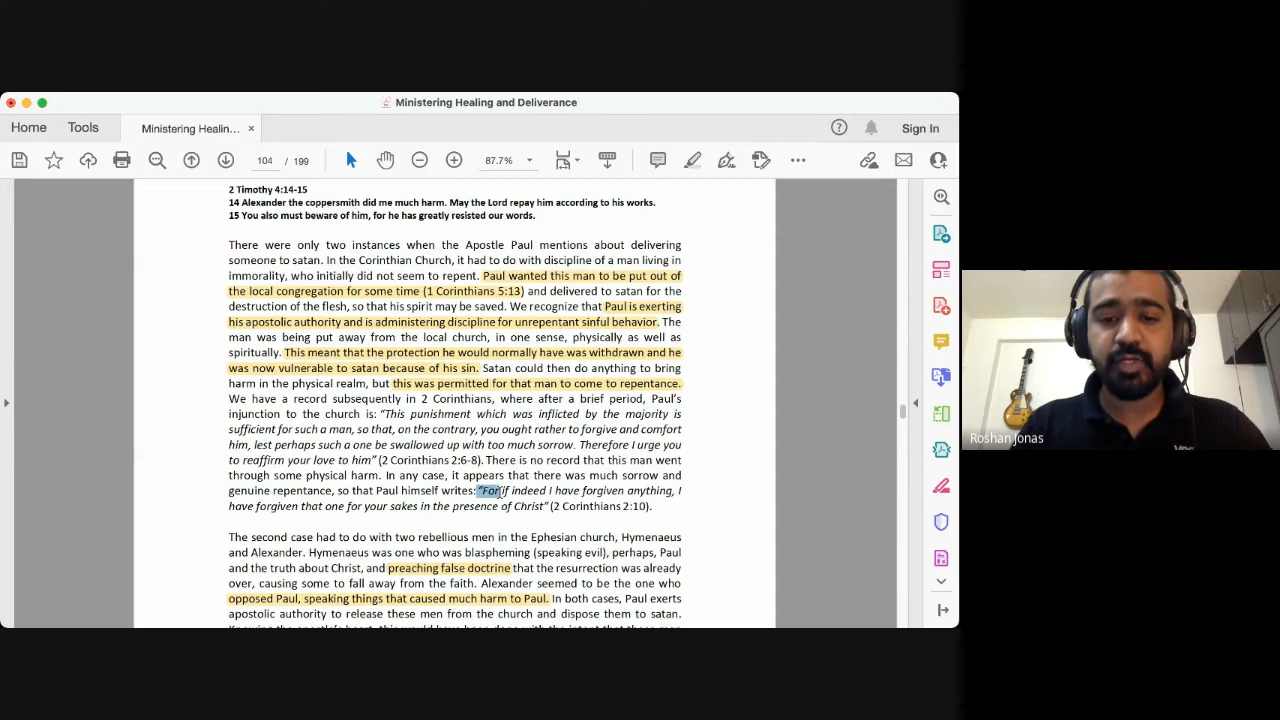 Ministering Healing and Deliverance
Home
Tools
Ministering Healin...
Sign In
104 / 199
87.7%
2 Timothy 4:14-15
14 Alexander the coppersmith did me much harm. May the Lord repay him according to his works.
15 You also must beware of him, for he has greatly resisted our words.
There were only two instances when the Apostle Paul mentions about delivering
someone to satan. In the Corinthian Church, it had to do with discipline of a man living in
immorality, who initially did not seem to repent. Paul wanted this man to be put out of
the local congregation for some time (1 Corinthians 5:13) and delivered to satan for the
destruction of the flesh, so that his spirit may be saved. We recognize that Paul is exerting
his apostolic authority and is administering discipline for unrepentant sinful behavior. The
man was being put away from the local church, in one sense, physically as well as
spiritually. This meant that the protection he would normally have was withdrawn and he
was now vulnerable to satan because of his sin. Satan could then do anything to bring
harm in the physical realm, but this was permitted for that man to come to repentance.
We have a record subsequently in 2 Corinthians, where after a brief period, Paul's
injunction to the church is: "This punishment which was inflicted by the majority is
sufficient for such a man, so that, on the contrary, you ought rather to forgive and comfort
him, lest perhaps such a one be swallowed up with too much sorrow. Therefore I urge you
to reaffirm your love to him" (2 Corinthians 2:6-8). There is no record that this man went
through some physical harm. In any case, it appears that there was much sorrow and
genuine repentance, so that Paul himself writes: "For if indeed I have forgiven anything, I
have forgiven that one for your sakes in the presence of Christ" (2 Corinthians 2:10).
The second case had to do with two rebellious men in the Ephesian church, Hymenaeus
and Alexander. Hymenaeus was one who was blaspheming (speaking evil), perhaps, Paul
and the truth about Christ, and preaching false doctrine that the resurrection was already
over, causing some to fall away from the faith. Alexander seemed to be the one who
opposed Paul, speaking things that caused much harm to Paul. In both cases, Paul exerts
apostolic authority to release these men from the church and dispose them to satan.
Roshan Jonas